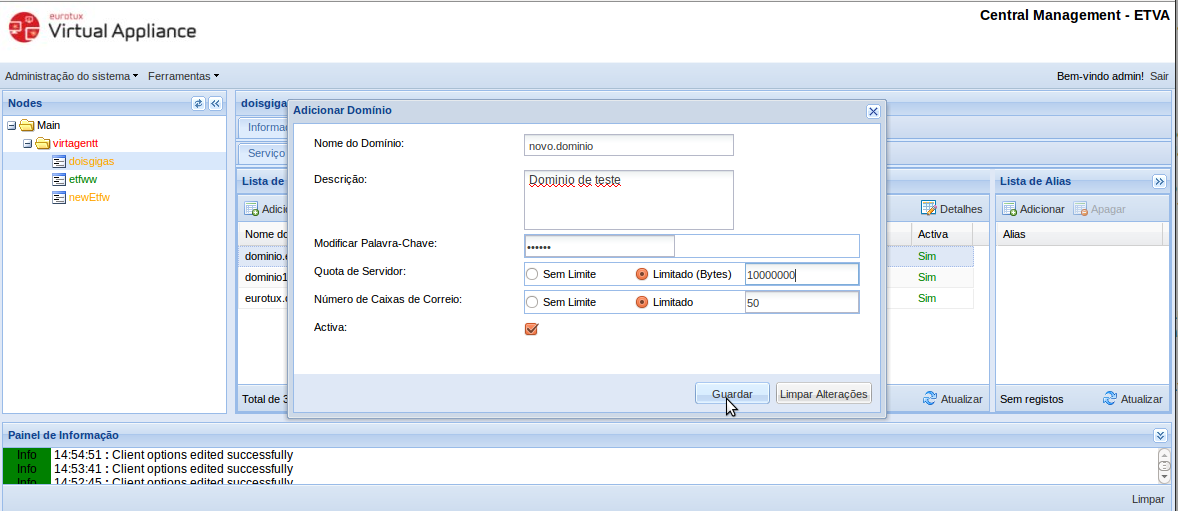 eurotux
Virtual Appliance
Central Management - ETVA
Administração do sistema Ferramentas
Bem-vindo admin! Sair
Nodes
Main
virtagentt
doisgigas
etfww
newEtfw
doisgiga
Informaç
Serviço
Lista de
Adici
Nome do
dominio.
dominio1
eurotux.
Total de 3
Adicionar Domínio
Nome do Domínio: novo.dominio
Descrição: Dominio de teste
Modificar Palavra-Chave: ••••••
Quota de Servidor: Sem Limite Limitado (Bytes) 10000000
Número de Caixas de Correio: Sem Limite Limitado 50
Activa:
Guardar Limpar Alterações
Detalhes
Activa
Sim
Sim
Sim
Atualizar
Lista de Alias
Adicionar Apagar
Alias
Sem registos Atualizar
Painel de Informação
Info 14:54:51 : Client options edited successfully
Info 14:53:41 : Client options edited successfully
Info 14:52:45 : Client options edited successfully
Limpar